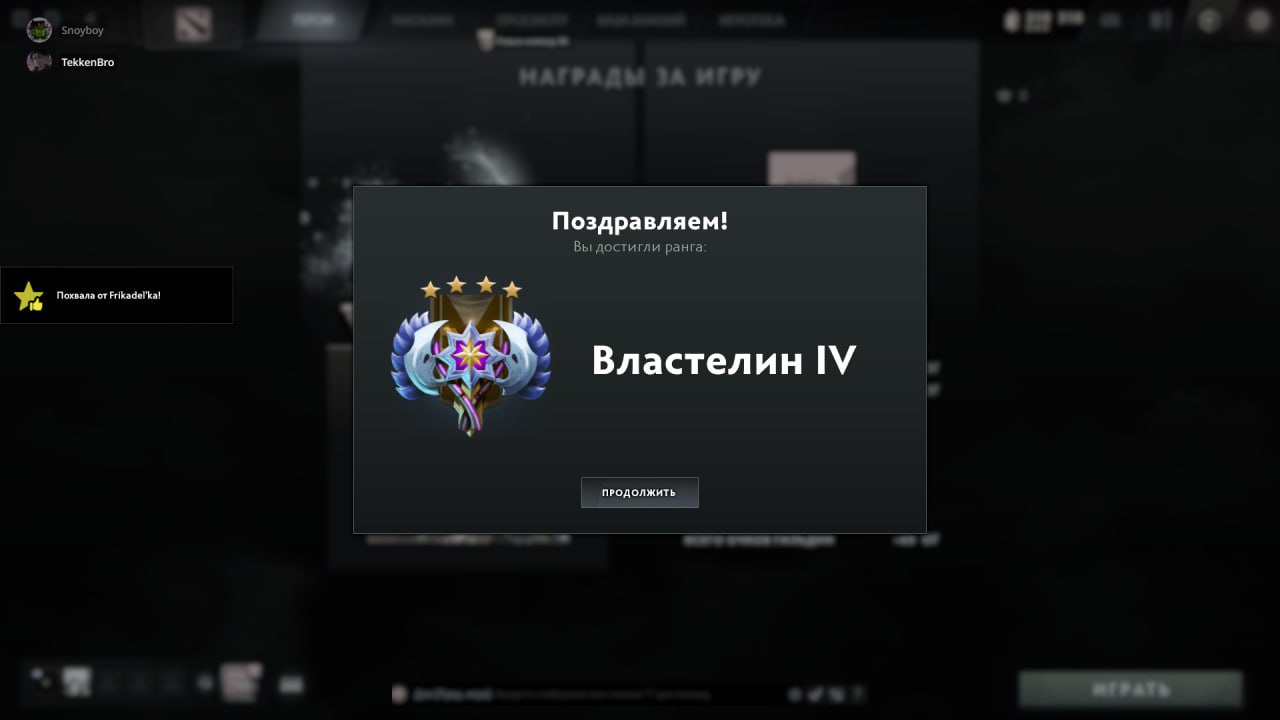 Snoyboy
TekkenBro
НАГРАДЫ ЗА ИГРУ
Поздравляем!
Вы достигли ранга:
Похвала от Frikadel'ka!
Властелин IV
ПРОДОЛЖИТЬ
ИГРАТЬ